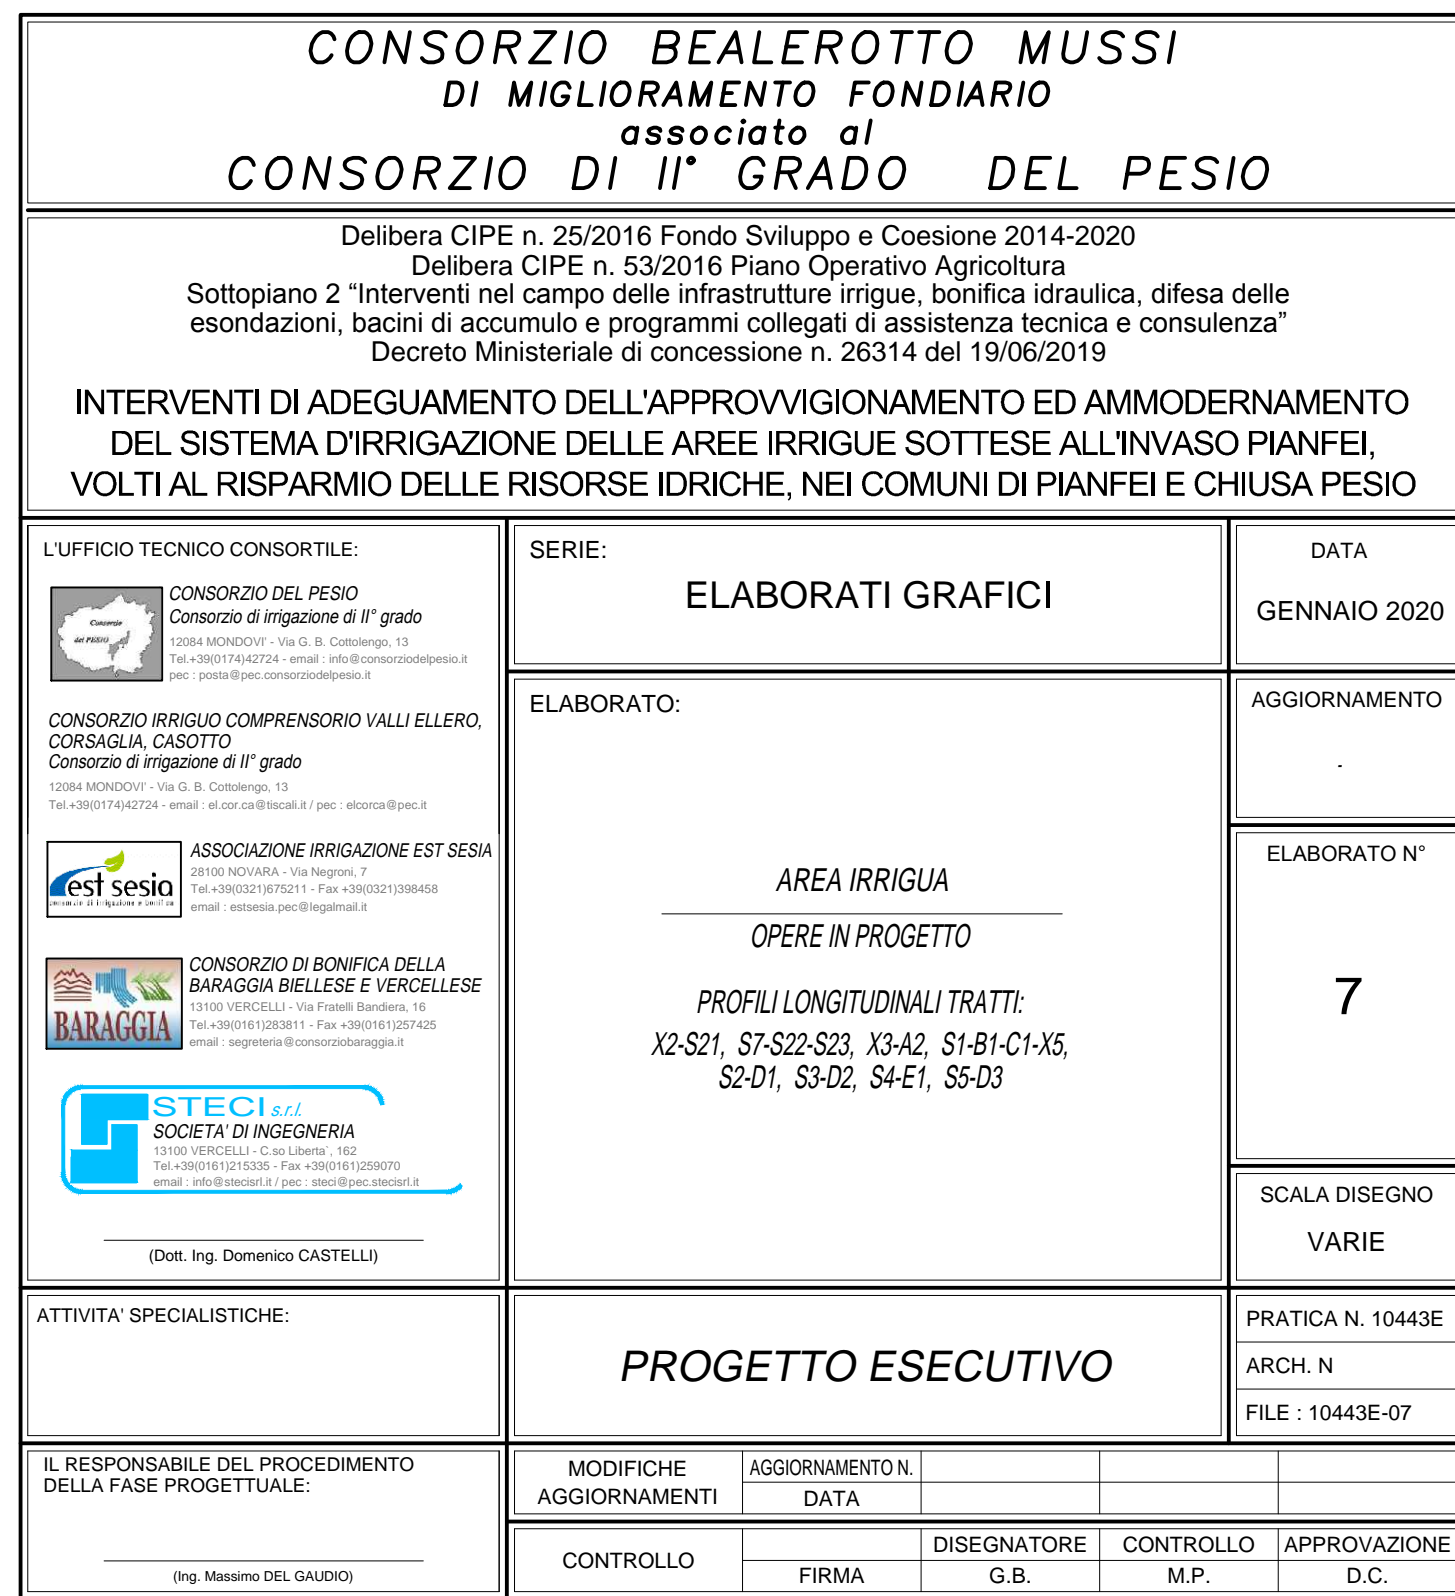 CONSORZIO BEALEROTTO MUSSI
DI MIGLIORAMENTO FONDIARIO
associato al
CONSORZIO DI II° GRADO DEL PESIO
Delibera CIPE n. 25/2016 Fondo Sviluppo e Coesione 2014-2020
Delibera CIPE n. 53/2016 Piano Operativo Agricoltura
Sottopiano 2 “Interventi nel campo delle infrastrutture irrigue, bonifica idraulica, difesa delle
esondazioni, bacini di accumulo e programmi collegati di assistenza tecnica e consulenza”
Decreto Ministeriale di concessione n. 26314 del 19/06/2019
INTERVENTI DI ADEGUAMENTO DELL'APPROVVIGIONAMENTO ED AMMODERNAMENTO
DEL SISTEMA D'IRRIGAZIONE DELLE AREE IRRIGUE SOTTESE ALL'INVASO PIANFEI,
VOLTI AL RISPARMIO DELLE RISORSE IDRICHE, NEI COMUNI DI PIANFEI E CHIUSA PESIO
L'UFFICIO TECNICO CONSORTILE:
Consorzio
del PESIO
CONSORZIO DEL PESIO
Consorzio di irrigazione di II° grado
12084 MONDOVI' - Via G. B. Cottolengo, 13
Tel.+39(0174)42724 - email : info@consorziodelpesio.it
pec : posta@pec.consorziodelpesio.it
CONSORZIO IRRIGUO COMPRENSORIO VALLI ELLERO,
CORSAGLIA, CASOTTO
Consorzio di irrigazione di II° grado
12084 MONDOVI' - Via G. B. Cottolengo, 13
Tel.+39(0174)42724 - email : el.cor.ca@tiscali.it / pec : elcorca@pec.it
est sesia
consorzio di irrigazione e bonifica
ASSOCIAZIONE IRRIGAZIONE EST SESIA
28100 NOVARA - Via Negroni, 7
Tel.+39(0321)675211 - Fax +39(0321)398458
email : estsesia.pec@legalmail.it
BARAGGIA
CONSORZIO DI BONIFICA DELLA
BARAGGIA BIELLESE E VERCELLESE
13100 VERCELLI - Via Fratelli Bandiera, 16
Tel.+39(0161)283811 - Fax +39(0161)257425
email : segreteria@consorziobaraggia.it
STECI s.r.l.
SOCIETA' DI INGEGNERIA
13100 VERCELLI - C.so Liberta`, 162
Tel.+39(0161)215335 - Fax +39(0161)259070
email : info@stecisrl.it / pec : steci@pec.stecisrl.it
(Dott. Ing. Domenico CASTELLI)
SERIE:
ELABORATI GRAFICI
DATA
GENNAIO 2020
ELABORATO:
AREA IRRIGUA
OPERE IN PROGETTO
PROFILI LONGITUDINALI TRATTI:
X2-S21, S7-S22-S23, X3-A2, S1-B1-C1-X5,
S2-D1, S3-D2, S4-E1, S5-D3
AGGIORNAMENTO
-
ELABORATO N°
7
SCALA DISEGNO
VARIE
ATTIVITA' SPECIALISTICHE:
PROGETTO ESECUTIVO
PRATICA N. 10443E
ARCH. N
FILE : 10443E-07
IL RESPONSABILE DEL PROCEDIMENTO
DELLA FASE PROGETTUALE:
(Ing. Massimo DEL GAUDIO)
MODIFICHE
AGGIORNAMENTI
AGGIORNAMENTO N.
DATA
CONTROLLO
DISEGNATORE CONTROLLO APPROVAZIONE
FIRMA G.B. M.P. D.C.